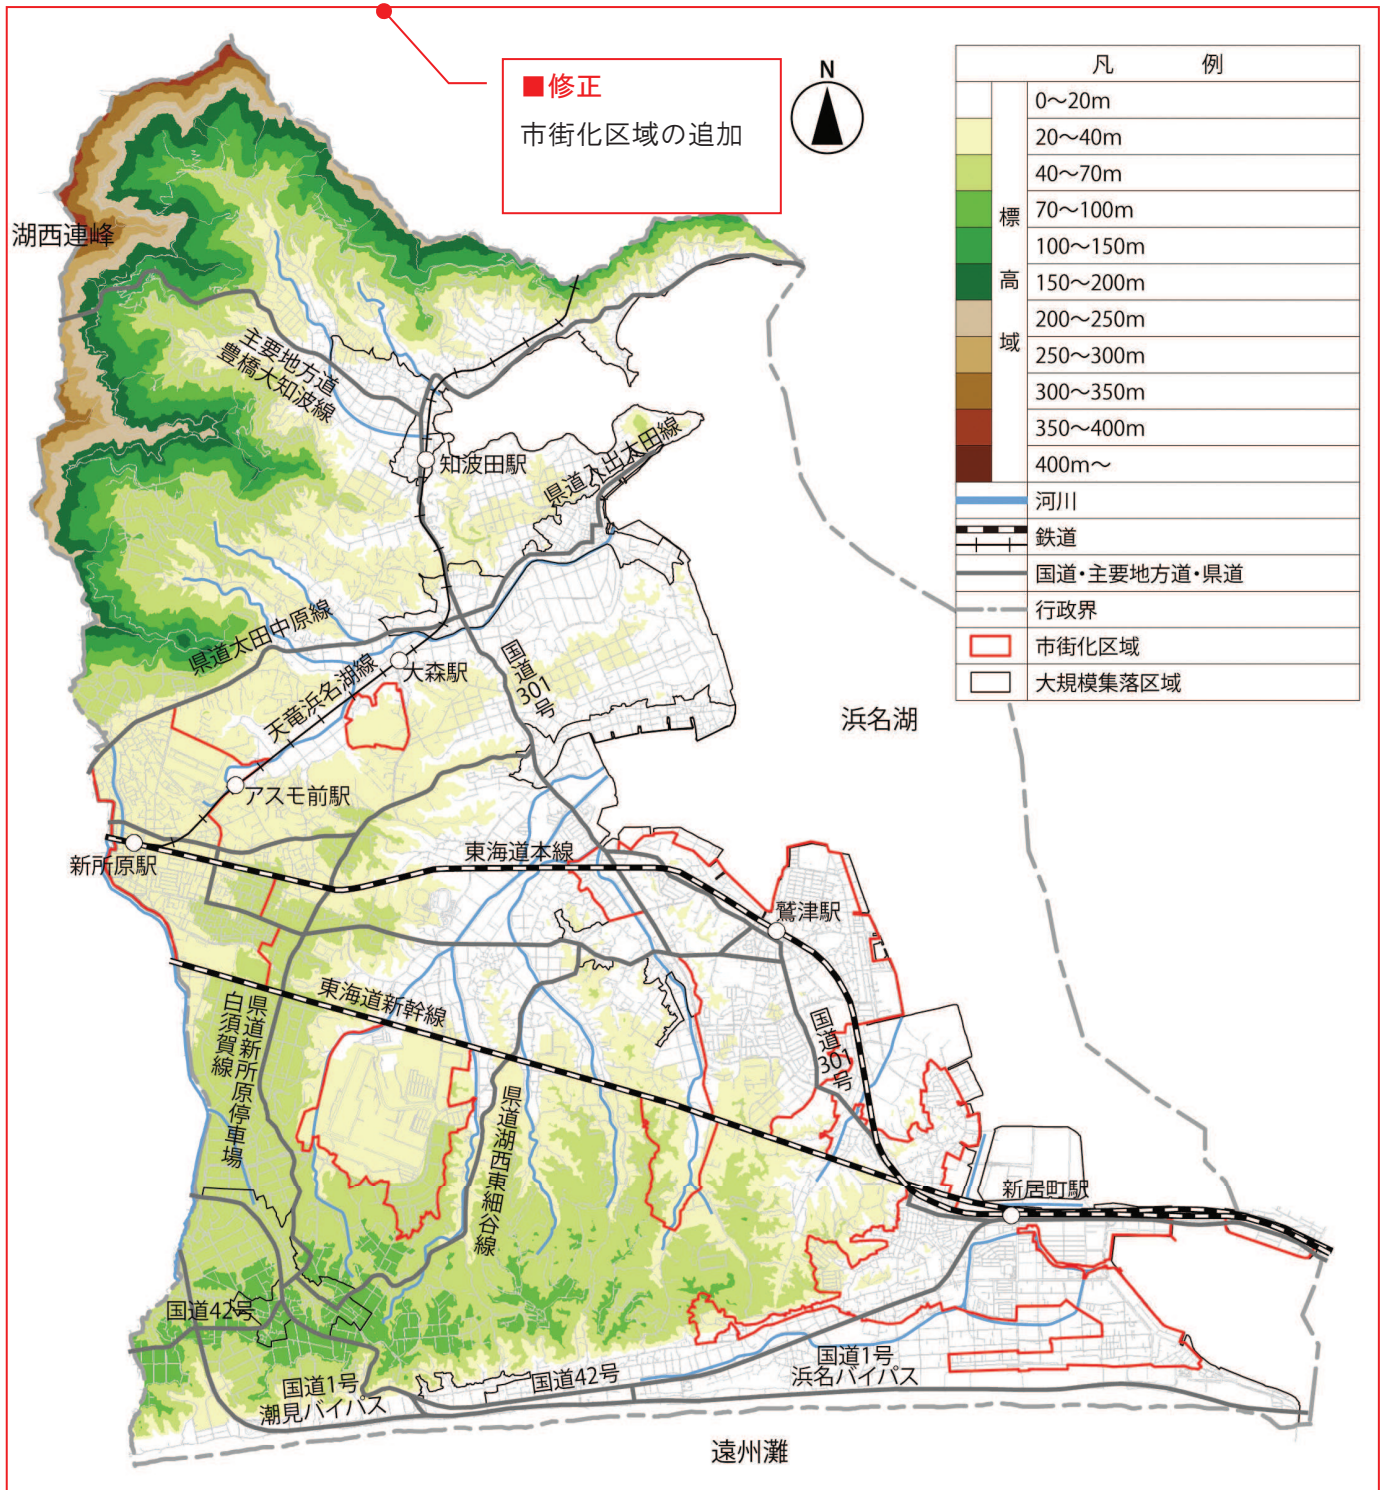 ■修正
市街化区域の追加
N
凡 例
標高域
0～20m
20～40m
40～70m
70～100m
100～150m
150～200m
200～250m
250～300m
300～350m
350～400m
400m～
河川
鉄道
国道・主要地方道・県道
行政界
市街化区域
大規模集落区域
湖西連峰
主要地方道
豊橋大知波線
知波田駅
県道入出太田線
県道太田中原線
天竜浜名湖線
大森駅
国道301号
浜名湖
アスモ前駅
新所原駅
東海道本線
鷲津駅
東海道新幹線
県道新所原停車場
白須賀線
国道301号
県道湖西東細谷線
新居町駅
国道42号
国道1号
潮見バイパス
国道42号
国道1号
浜名バイパス
遠州灘